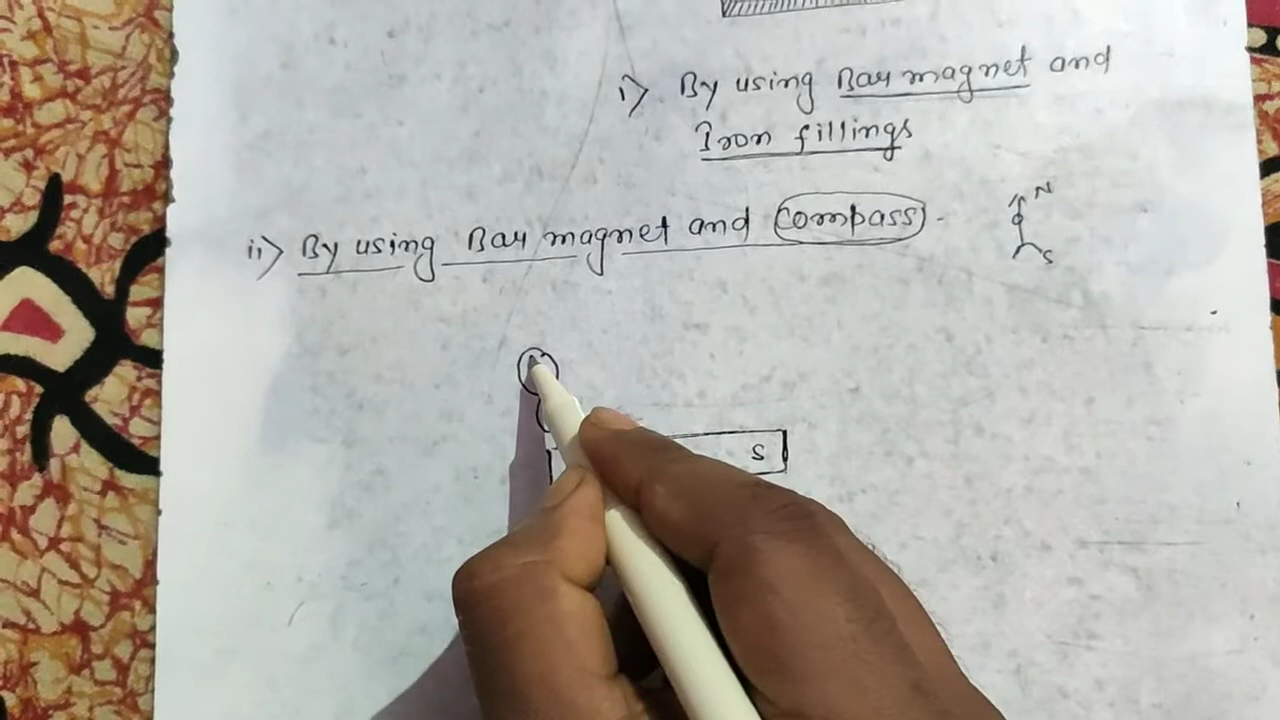 i) By using Bar magnet and
Iron fillings
ii) By using Bar magnet and compass.
N
S
S